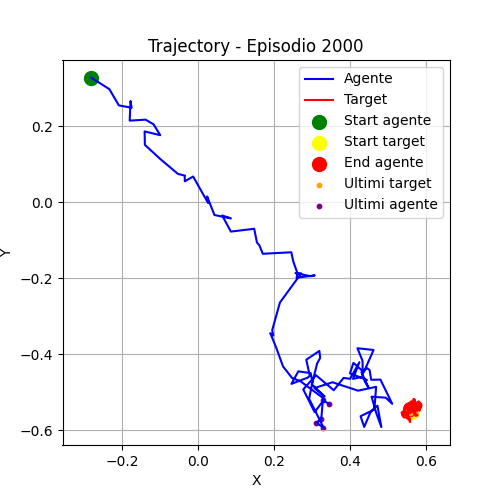 Trajectory - Episodio 2000
Agente
Target
Start agente
Start target
End agente
Ultimi target
Ultimi agente
0.2
0.0
−0.2
−0.4
−0.6
Y
−0.2
0.0
0.2
0.4
0.6
X